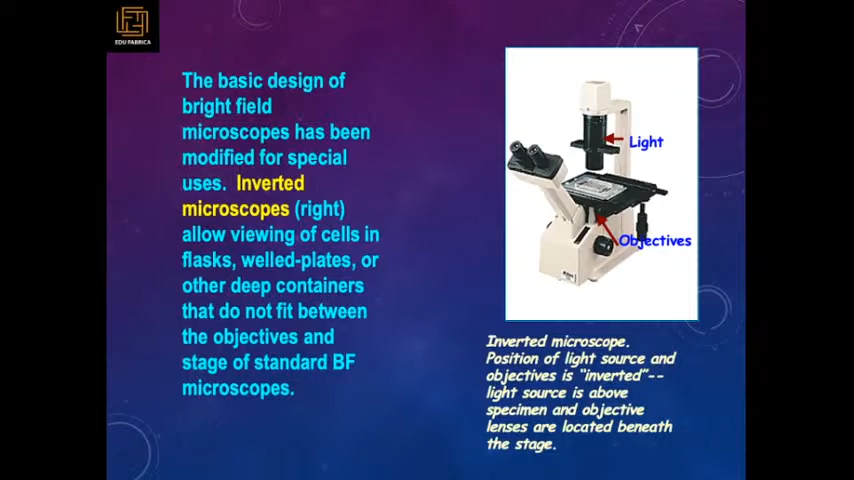 EDU FABRICA
The basic design of
bright field
microscopes has been
modified for special
uses. Inverted
microscopes (right)
allow viewing of cells in
flasks, welled-plates, or
other deep containers
that do not fit between
the objectives and
stage of standard BF
microscopes.
Light
Objectives
Inverted microscope.
Position of light source and
objectives is “inverted”--
light source is above
specimen and objective
lenses are located beneath
the stage.